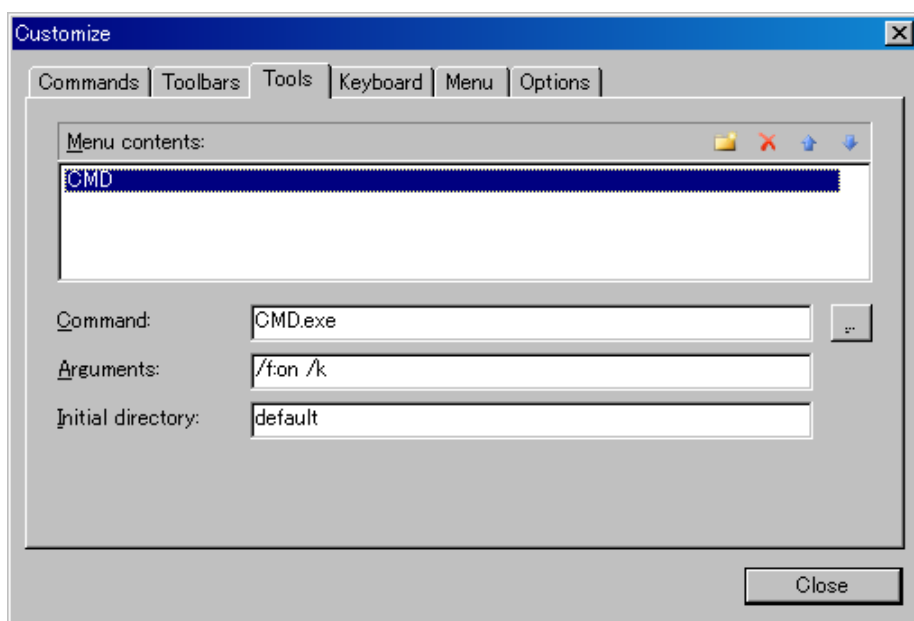 Customize
Commands Toolbars Tools Keyboard Menu Options
Menu contents:
CMD
Command: CMD.exe ...
Arguments: /f:on /k
Initial directory: default
Close